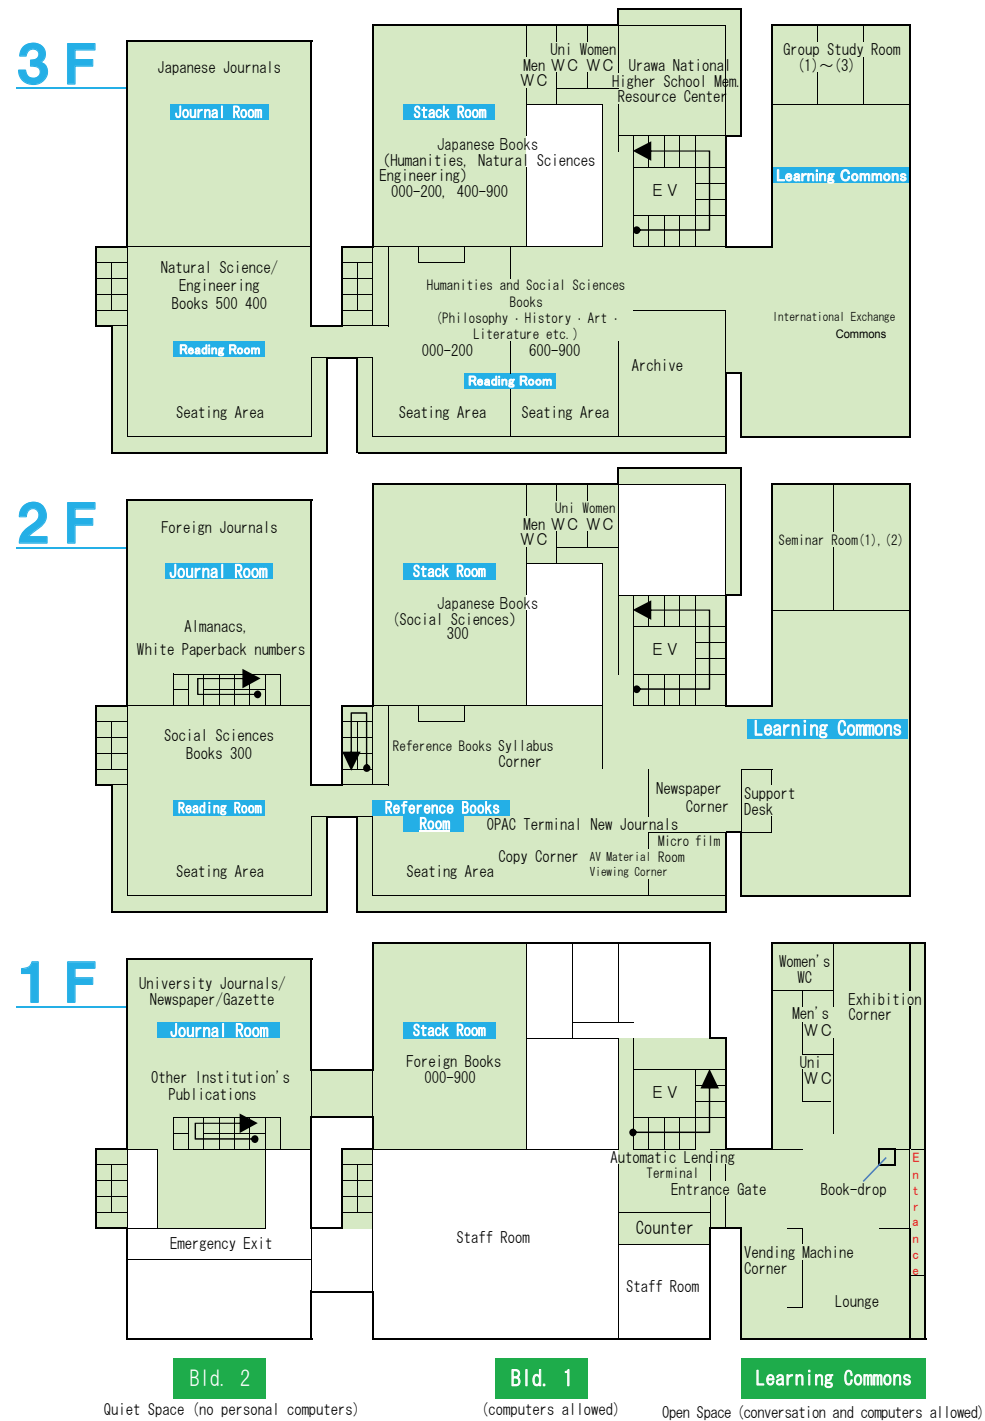 3F
Japanese Journals
Journal Room
Natural Science/
Engineering
Books 500 400
Reading Room
Seating Area
Men
WC
Uni
WC
Women
WC
Urawa National
Higher School Mem.
Resource Center
Stack Room
Japanese Books
(Humanities, Natural Sciences
Engineering)
000-200, 400-900
EV
Humanities and Social Sciences
Books
(Philosophy・History・Art・
Literature etc.)
000-200
600-900
Reading Room
Seating Area
Seating Area
Archive
Group Study Room
(1)～(3)
Learning Commons
International Exchange
Commons
2F
Foreign Journals
Journal Room
Almanacs,
White Paperback numbers
Social Sciences
Books 300
Reading Room
Seating Area
Men
WC
Uni
WC
Women
WC
Stack Room
Japanese Books
(Social Sciences)
300
EV
Reference Books
Syllabus
Corner
Reference Books
Room
OPAC Terminal
New Journals
Copy Corner
AV Material
Viewing Corner
Seating Area
Newspaper
Corner
Micro film
Room
Support
Desk
Seminar Room(1),(2)
Learning Commons
1F
University Journals/
Newspaper/Gazette
Journal Room
Other Institution's
Publications
Emergency Exit
Stack Room
Foreign Books
000-900
EV
Automatic Lending
Terminal
Entrance Gate
Staff Room
Counter
Staff Room
Women's
WC
Men's
WC
Uni
WC
Exhibition
Corner
Book-drop
Entrance
Vending Machine
Corner
Lounge
Bld. 2
Quiet Space (no personal computers)
Bld. 1
(computers allowed)
Learning Commons
Open Space (conversation and computers allowed)